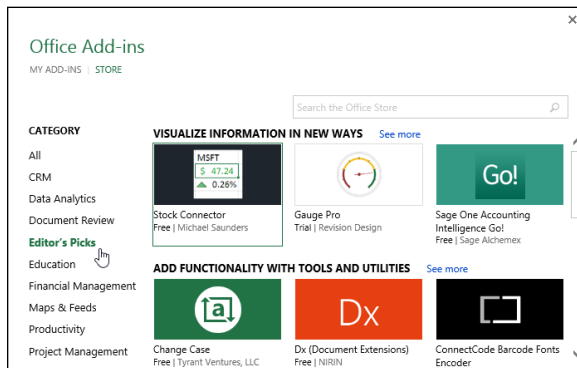 Office Add-ins
MY ADD-INS | STORE
Search the Office Store
CATEGORY
All
CRM
Data Analytics
Document Review
Editor's Picks
Education
Financial Management
Maps & Feeds
Productivity
Project Management
VISUALIZE INFORMATION IN NEW WAYS See more
MSFT
$ 47.24
0.26%
Stock Connector
Free | Michael Saunders
Gauge Pro
Trial | Revision Design
Go!
Sage One Accounting
Intelligence Go!
Free | Sage Alchemex
ADD FUNCTIONALITY WITH TOOLS AND UTILITIES See more
a
Change Case
Free | Tyrant Ventures, LLC
Dx
Dx (Document Extensions)
Free | NIRIN
ConnectCode Barcode Fonts
Encoder